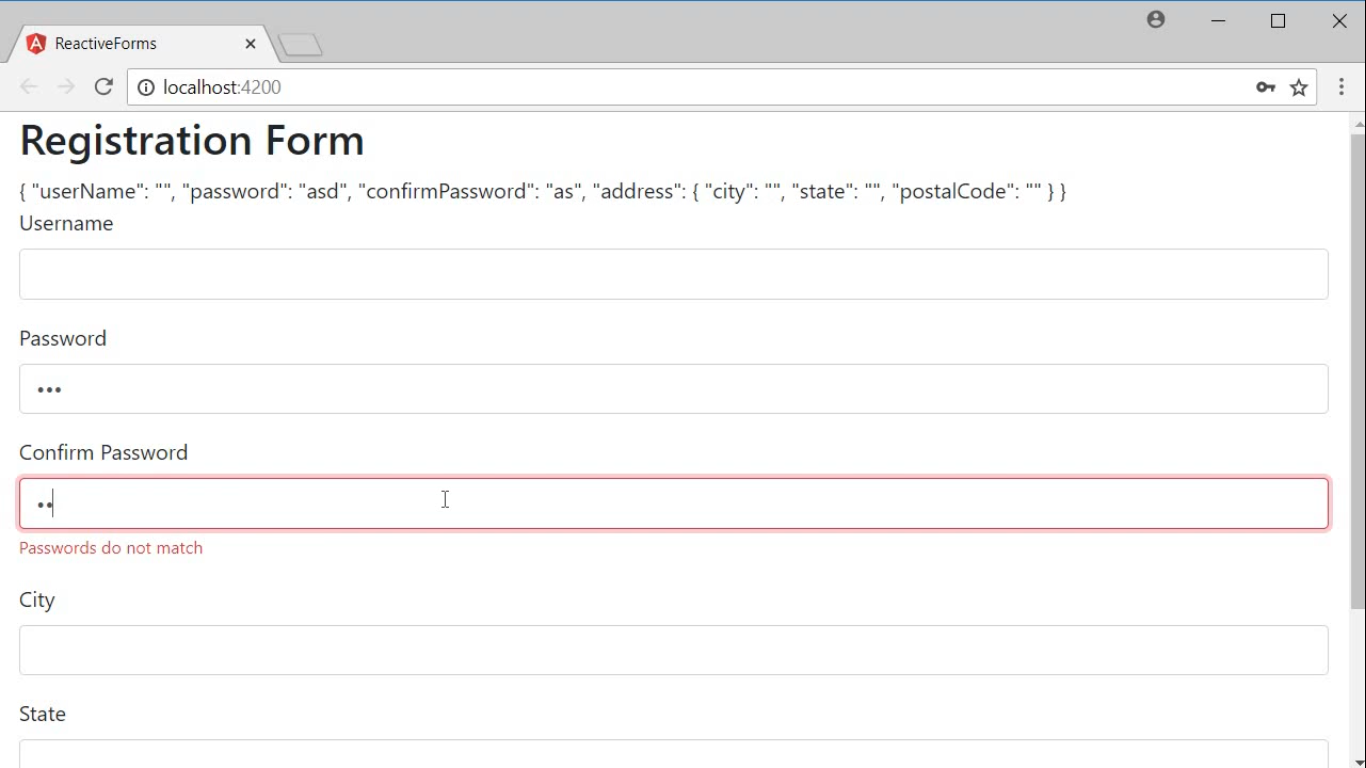 ReactiveForms
localhost:4200
Registration Form
{ "userName": "", "password": "asd", "confirmPassword": "as", "address": { "city": "", "state": "", "postalCode": "" } }
Username
Password
•••
Confirm Password
••
Passwords do not match
City
State